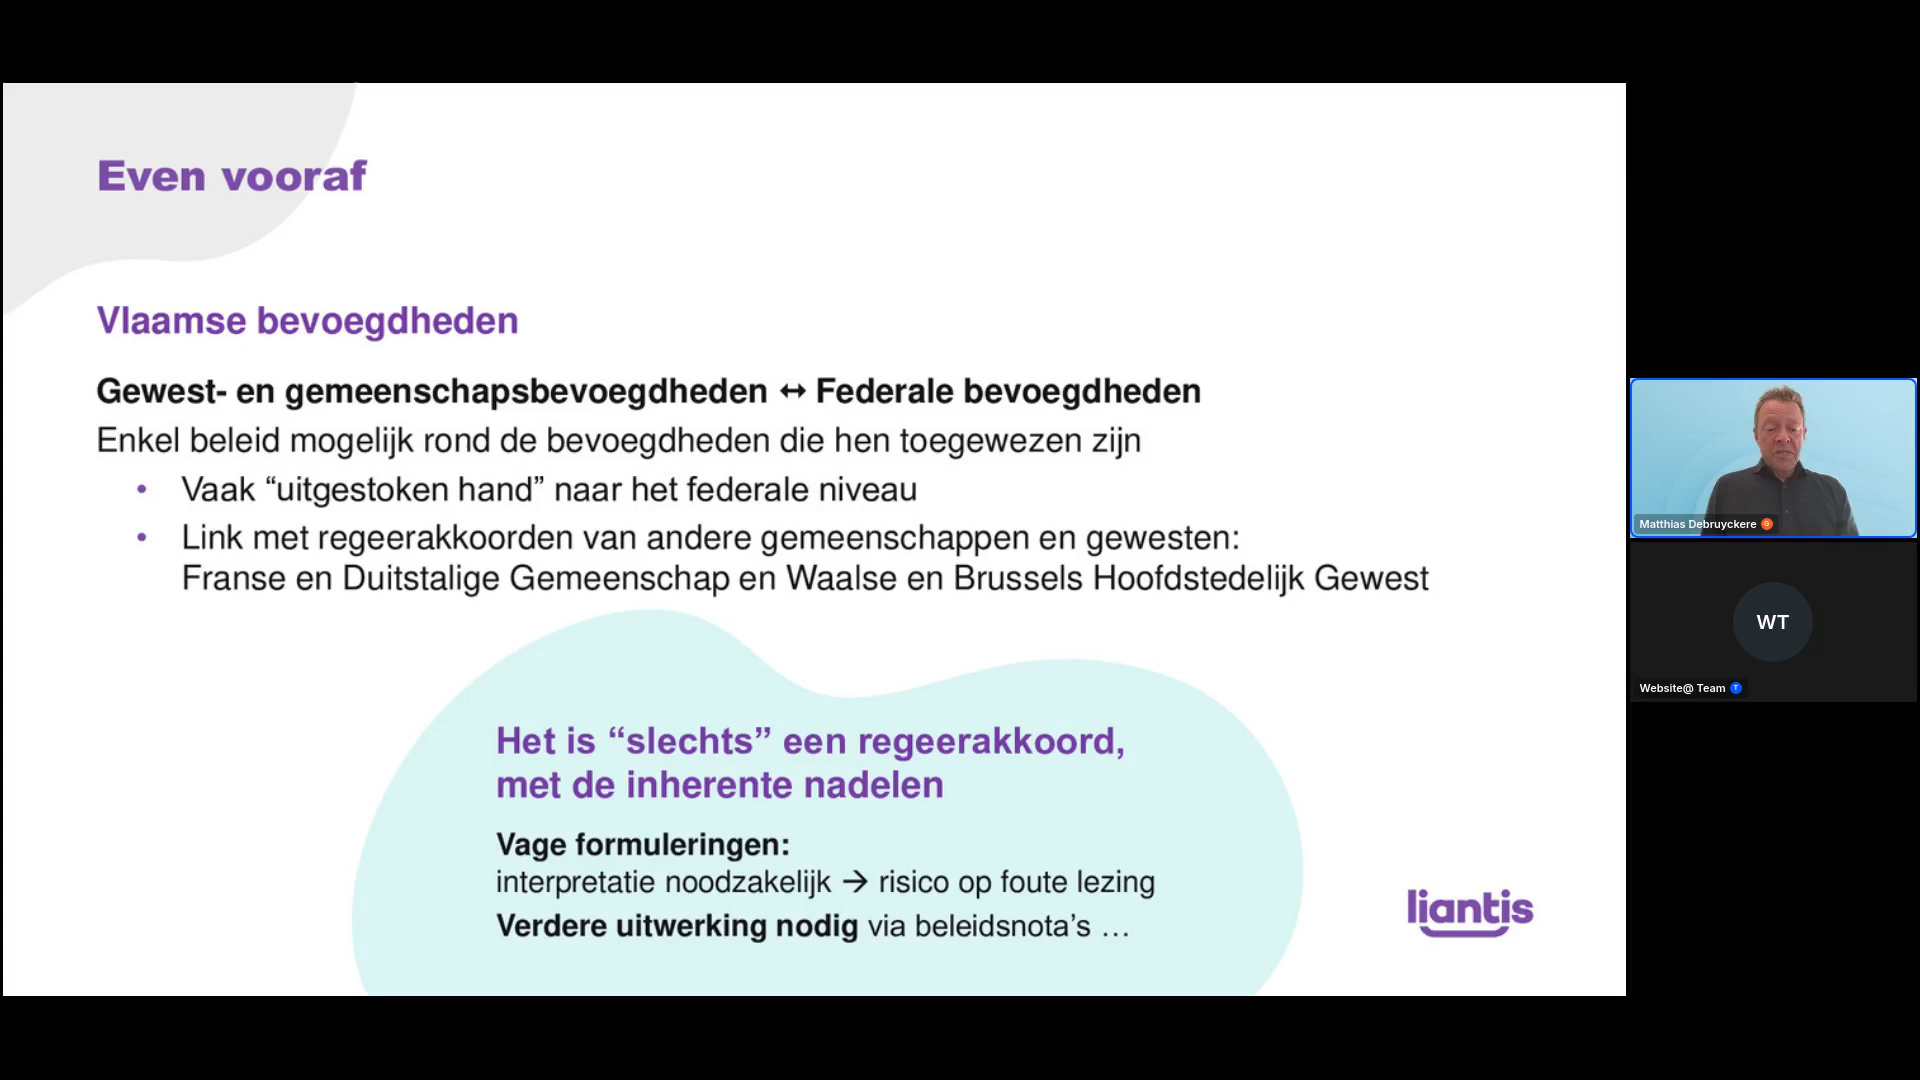 Even vooraf
Vlaamse bevoegdheden
Gewest- en gemeenschapsbevoegdheden ↔ Federale bevoegdheden
Enkel beleid mogelijk rond de bevoegdheden die hen toegewezen zijn
• Vaak “uitgestoken hand” naar het federale niveau
• Link met regeerakkoorden van andere gemeenschappen en gewesten:
Franse en Duitstalige Gemeenschap en Waalse en Brussels Hoofdstedelijk Gewest
Het is “slechts” een regeerakkoord,
met de inherente nadelen
Vage formuleringen:
interpretatie noodzakelijk → risico op foute lezing
Verdere uitwerking nodig via beleidsnota’s …
liantis
Matthias Debruyckere
WT
Website@ Team T